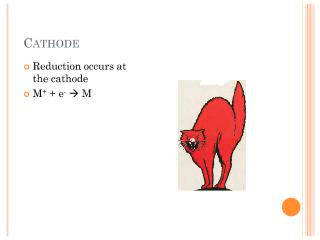 CATHODE
Reduction occurs at
the cathode
M⁺ + e⁻ → M